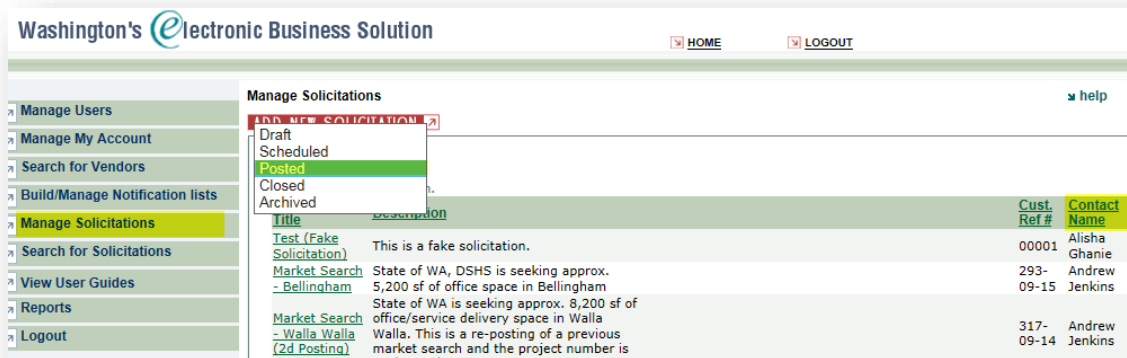 Washington's electronic Business Solution
HOME
LOGOUT
Manage Users
Manage My Account
Search for Vendors
Build/Manage Notification lists
Manage Solicitations
Search for Solicitations
View User Guides
Reports
Logout
Manage Solicitations
help
ADD NEW SOLICITATION
Draft
Scheduled
Posted
Closed
Archived
Title
Description
Cust.
Ref #
Contact
Name
Test (Fake
Solicitation)
This is a fake solicitation.
00001
Alisha
Ghanie
Market Search
- Bellingham
State of WA, DSHS is seeking approx.
5,200 sf of office space in Bellingham
293-
09-15
Andrew
Jenkins
Market Search
- Walla Walla
(2d Posting)
State of WA is seeking approx. 8,200 sf of
office/service delivery space in Walla
Walla. This is a re-posting of a previous
market search and the project number is
317-
09-14
Andrew
Jenkins